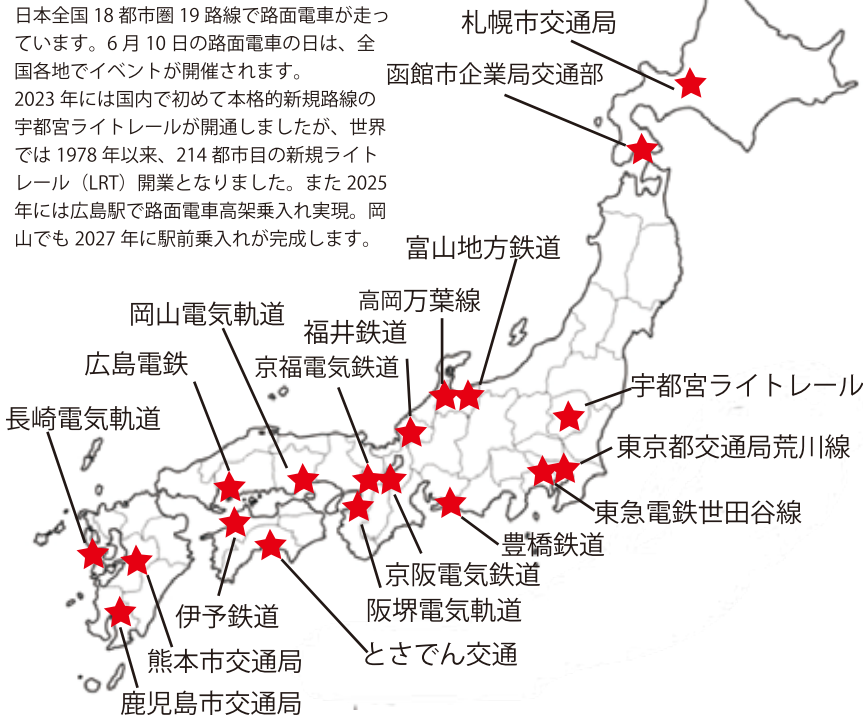 日本全国 18 都市圏 19 路線で路面電車が走っ
ています。6 月 10 日の路面電車の日は、全
国各地でイベントが開催されます。
2023 年には国内で初めて本格的新規路線の
宇都宮ライトレールが開通しましたが、世界
では 1978 年以来、214 都市目の新規ライト
レール（LRT）開業となりました。また 2025
年には広島駅で路面電車高架乗入れ実現。岡
山でも 2027 年に駅前乗入れが完成します。
札幌市交通局
函館市企業局交通部
富山地方鉄道
高岡万葉線
岡山電気軌道
福井鉄道
広島電鉄
京福電気鉄道
宇都宮ライトレール
長崎電気軌道
東京都交通局荒川線
東急電鉄世田谷線
豊橋鉄道
京阪電気鉄道
阪堺電気軌道
伊予鉄道
とさでん交通
熊本市交通局
鹿児島市交通局